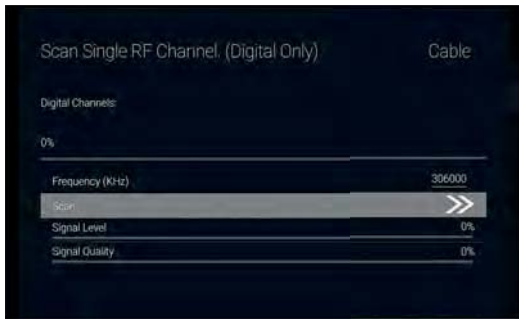 Scan Single RF Channel. (Digital Only) Cable
Digital Channels:
0%
Frequency (KHz) 306000
Scan
Signal Level 0%
Signal Quality 0%